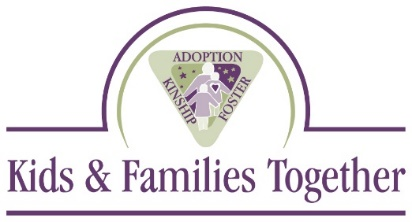 ADOPTION
KINSHIP
FOSTER
Kids & Families Together